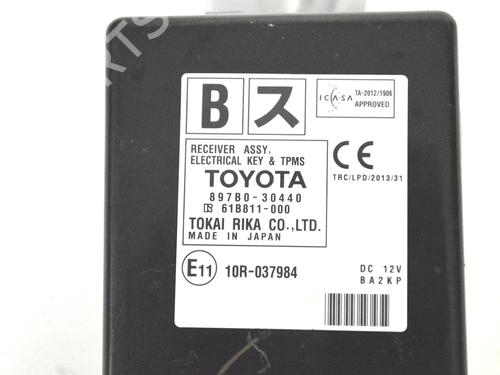 PARTS
B ス
ICASA TA-2012/1906
APPROVED
RECEIVER ASSY.
ELECTRICAL KEY & TPMS
TOYOTA
897B0-30440
61B811-000
TOKAI RIKA CO.,LTD.
MADE IN JAPAN
CE
TRC/LPD/2013/31
E11 10R-037984
DC 12V
BA2KP